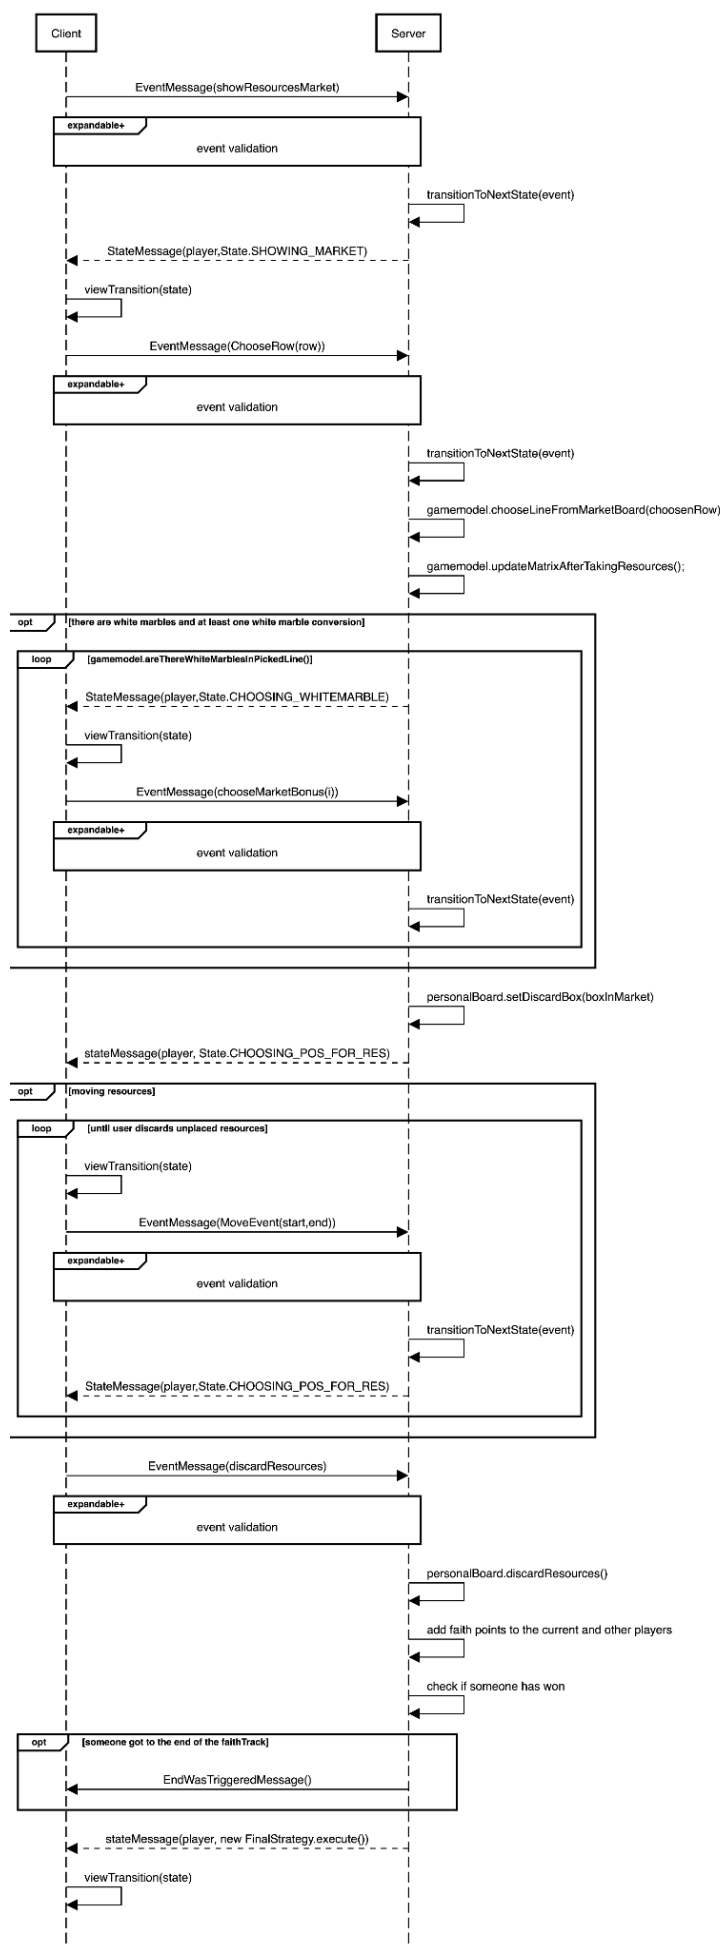 Client
Server
EventMessage(showResourcesMarket)
expandable+
event validation
transitionToNextState(event)
StateMessage(player,State.SHOWING_MARKET)
viewTransition(state)
EventMessage(ChooseRow(row))
expandable+
event validation
transitionToNextState(event)
gamemodel.chooseLineFromMarketBoard(choosenRow)
gamemodel.updateMatrixAfterTakingResources();
opt
[there are white marbles and at least one white marble conversion]
loop
[gamemodel.areThereWhiteMarblesInPickedLine()]
StateMessage(player,State.CHOOSING_WHITEMARBLE)
viewTransition(state)
EventMessage(chooseMarketBonus(i))
expandable+
event validation
transitionToNextState(event)
personalBoard.setDiscardBox(boxInMarket)
stateMessage(player, State.CHOOSING_POS_FOR_RES)
opt
[moving resources]
loop
[until user discards unplaced resources]
viewTransition(state)
EventMessage(MoveEvent(start,end))
expandable+
event validation
transitionToNextState(event)
StateMessage(player,State.CHOOSING_POS_FOR_RES)
EventMessage(discardResources)
expandable+
event validation
personalBoard.discardResources()
add faith points to the current and other players
check if someone has won
opt
[someone got to the end of the faithTrack]
EndWasTriggeredMessage()
stateMessage(player, new FinalStrategy.execute())
viewTransition(state)